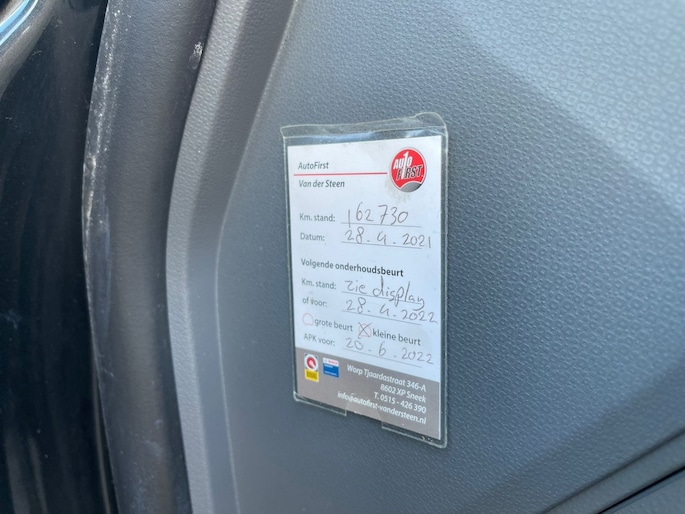 AutoFirst
Van der Steen
AUTO
FIRST
Km. stand: 162730
Datum: 28.4.2021
Volgende onderhoudsbeurt
Km. stand: zie display
of voor: 28.4.2022
grote beurt kleine beurt
APK voor: 20.6.2022
Worp Tjaardastraat 346-A
8602 XP Sneek
T. 0515 - 426 390
info@autofirst-vandersteen.nl